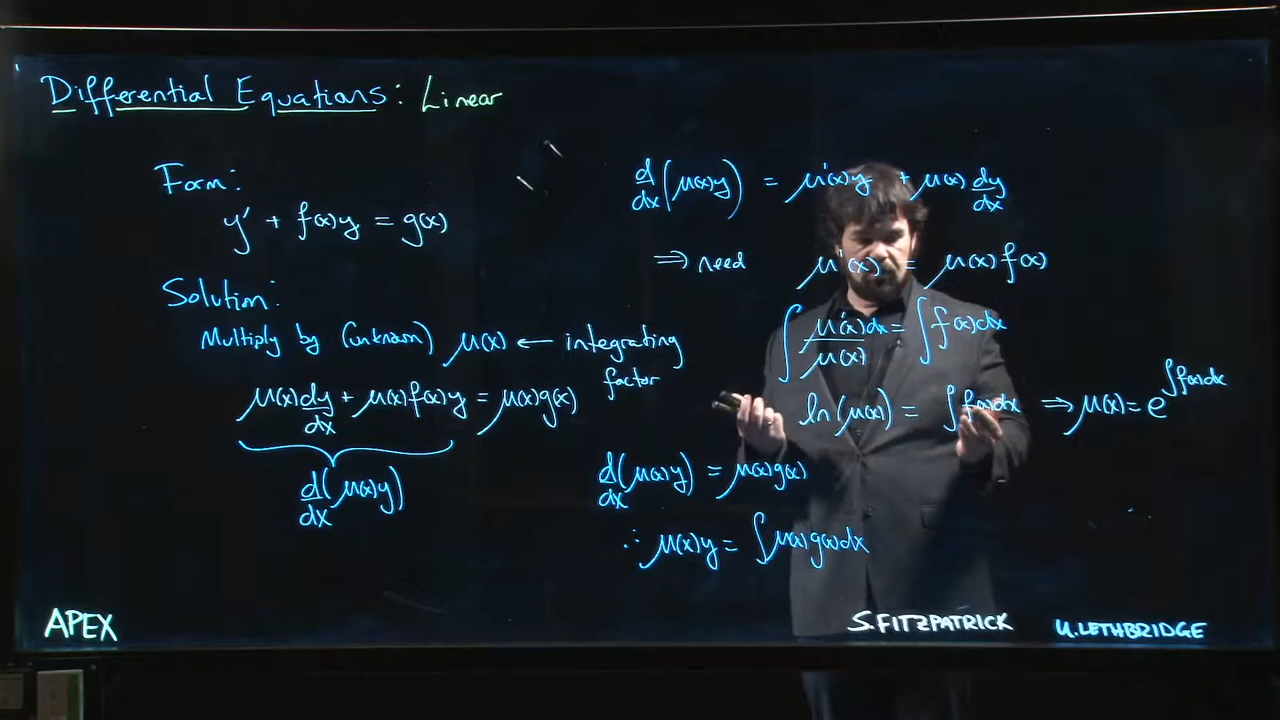 Differential Equations: Linear
Form:
y' + f(x)y = g(x)
Solution:
Multiply by (unknown) μ(x) ← integrating factor
μ(x)dy/dx + μ(x)f(x)y = μ(x)g(x)
d/dx(μ(x)y)
d/dx(μ(x)y) = μ'(x)y + μ(x)dy/dx
⇒ need μ'(x) = μ(x)f(x)
∫μ'(x)/μ(x) dx = ∫f(x)dx
ln(μ(x)) = ∫f(x)dx ⇒ μ(x) = e^∫f(x)dx
d/dx(μ(x)y) = μ(x)g(x)
∴ μ(x)y = ∫μ(x)g(x)dx
APEX
S.FITZPATRICK
U.LETHBRIDGE